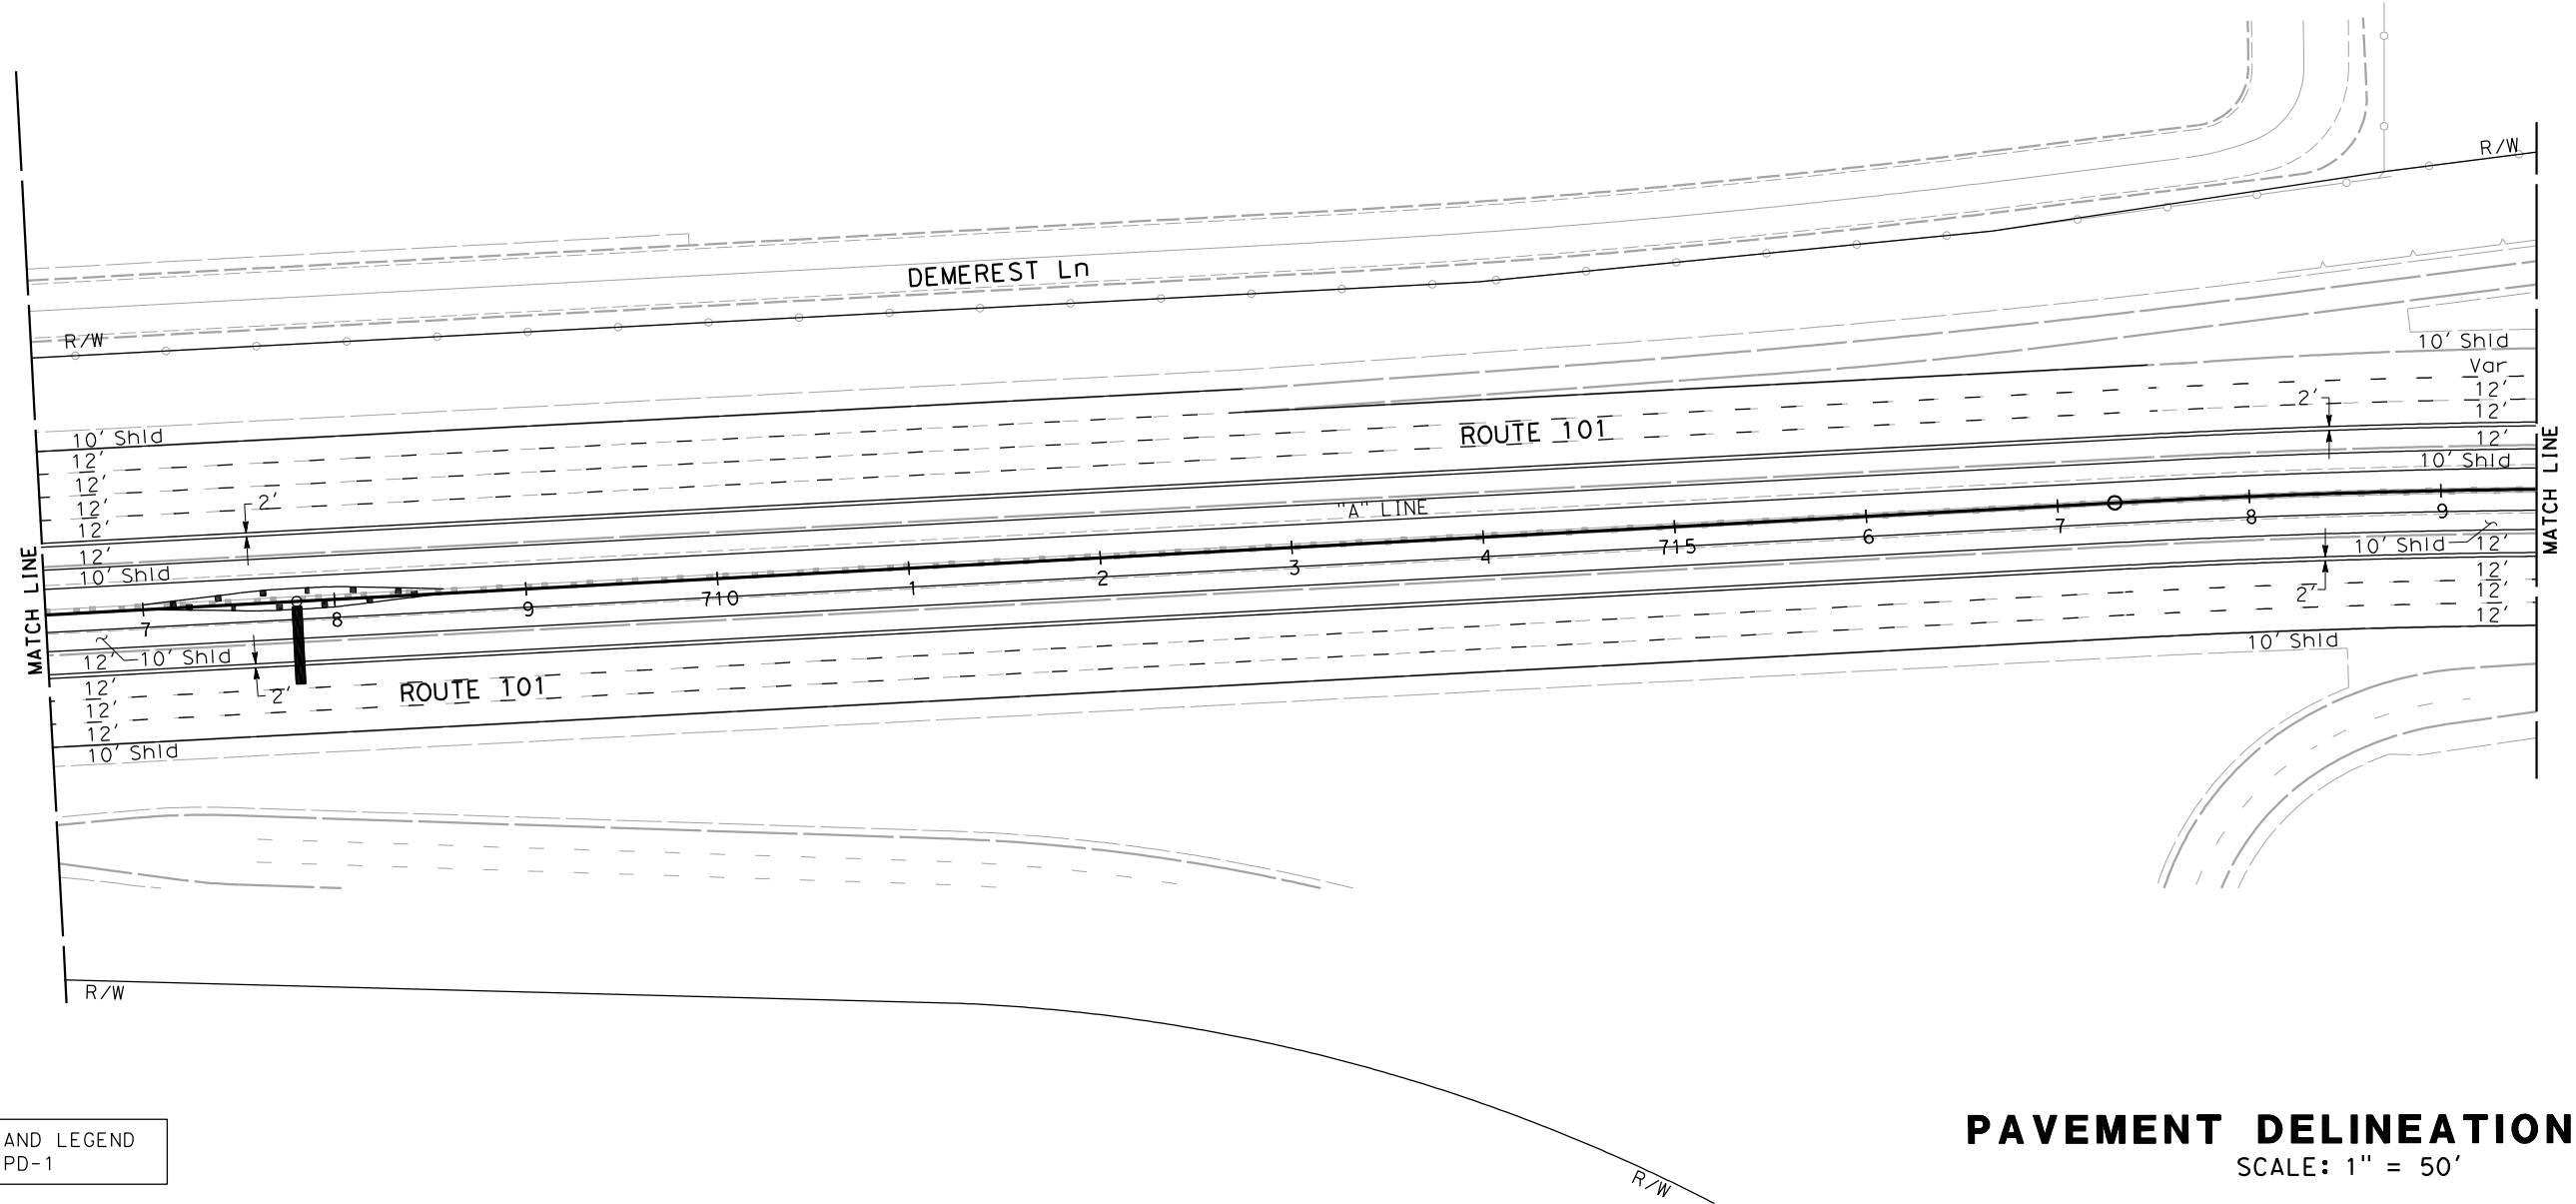 R/W
R/W
DEMEREST Ln
10' Shld
12'
12'
12'
12'
2'
12'
10' Shld
MATCH LINE
7
8
9
710
1
2
3
4
715
6
7
8
9
"A" LINE
ROUTE 101
10' Shld
Var
12'
12'
2'
12'
10' Shld
MATCH LINE
12'
10' Shld
2'
12'
12'
12'
10' Shld
ROUTE 101
10' Shld
12'
2'
12'
12'
12'
10' Shld
R/W
R/W
AND LEGEND
PD-1
PAVEMENT DELINEATION
SCALE: 1" = 50'